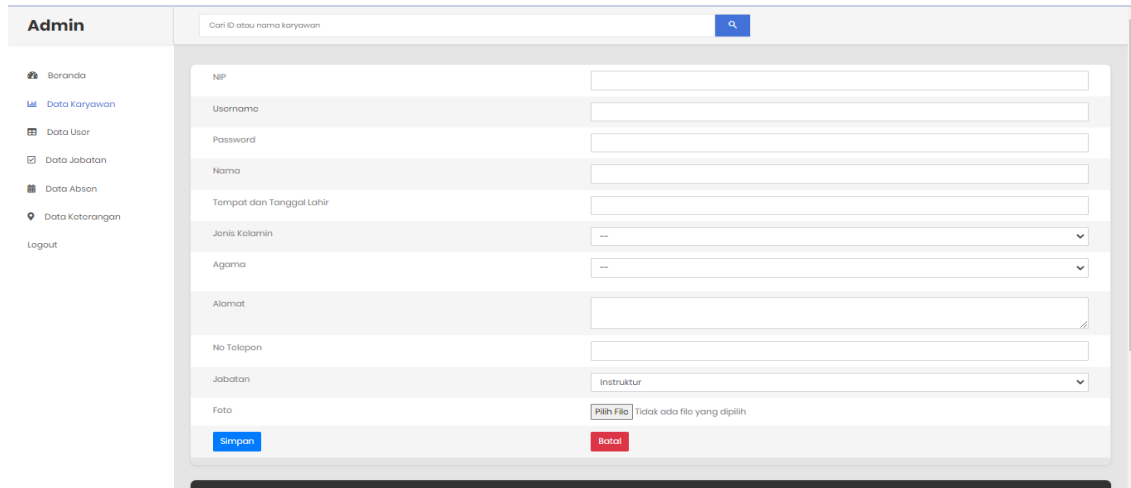 Admin
Cari ID atau nama karyawan
Beranda
Data Karyawan
Data User
Data Jabatan
Data Absen
Data Keterangan
Logout
NIP
Username
Password
Nama
Tempat dan Tanggal Lahir
Jenis Kelamin
--
Agama
--
Alamat
No Telepon
Jabatan
Instruktur
Foto
Pilih File Tidak ada file yang dipilih
Simpan
Batal